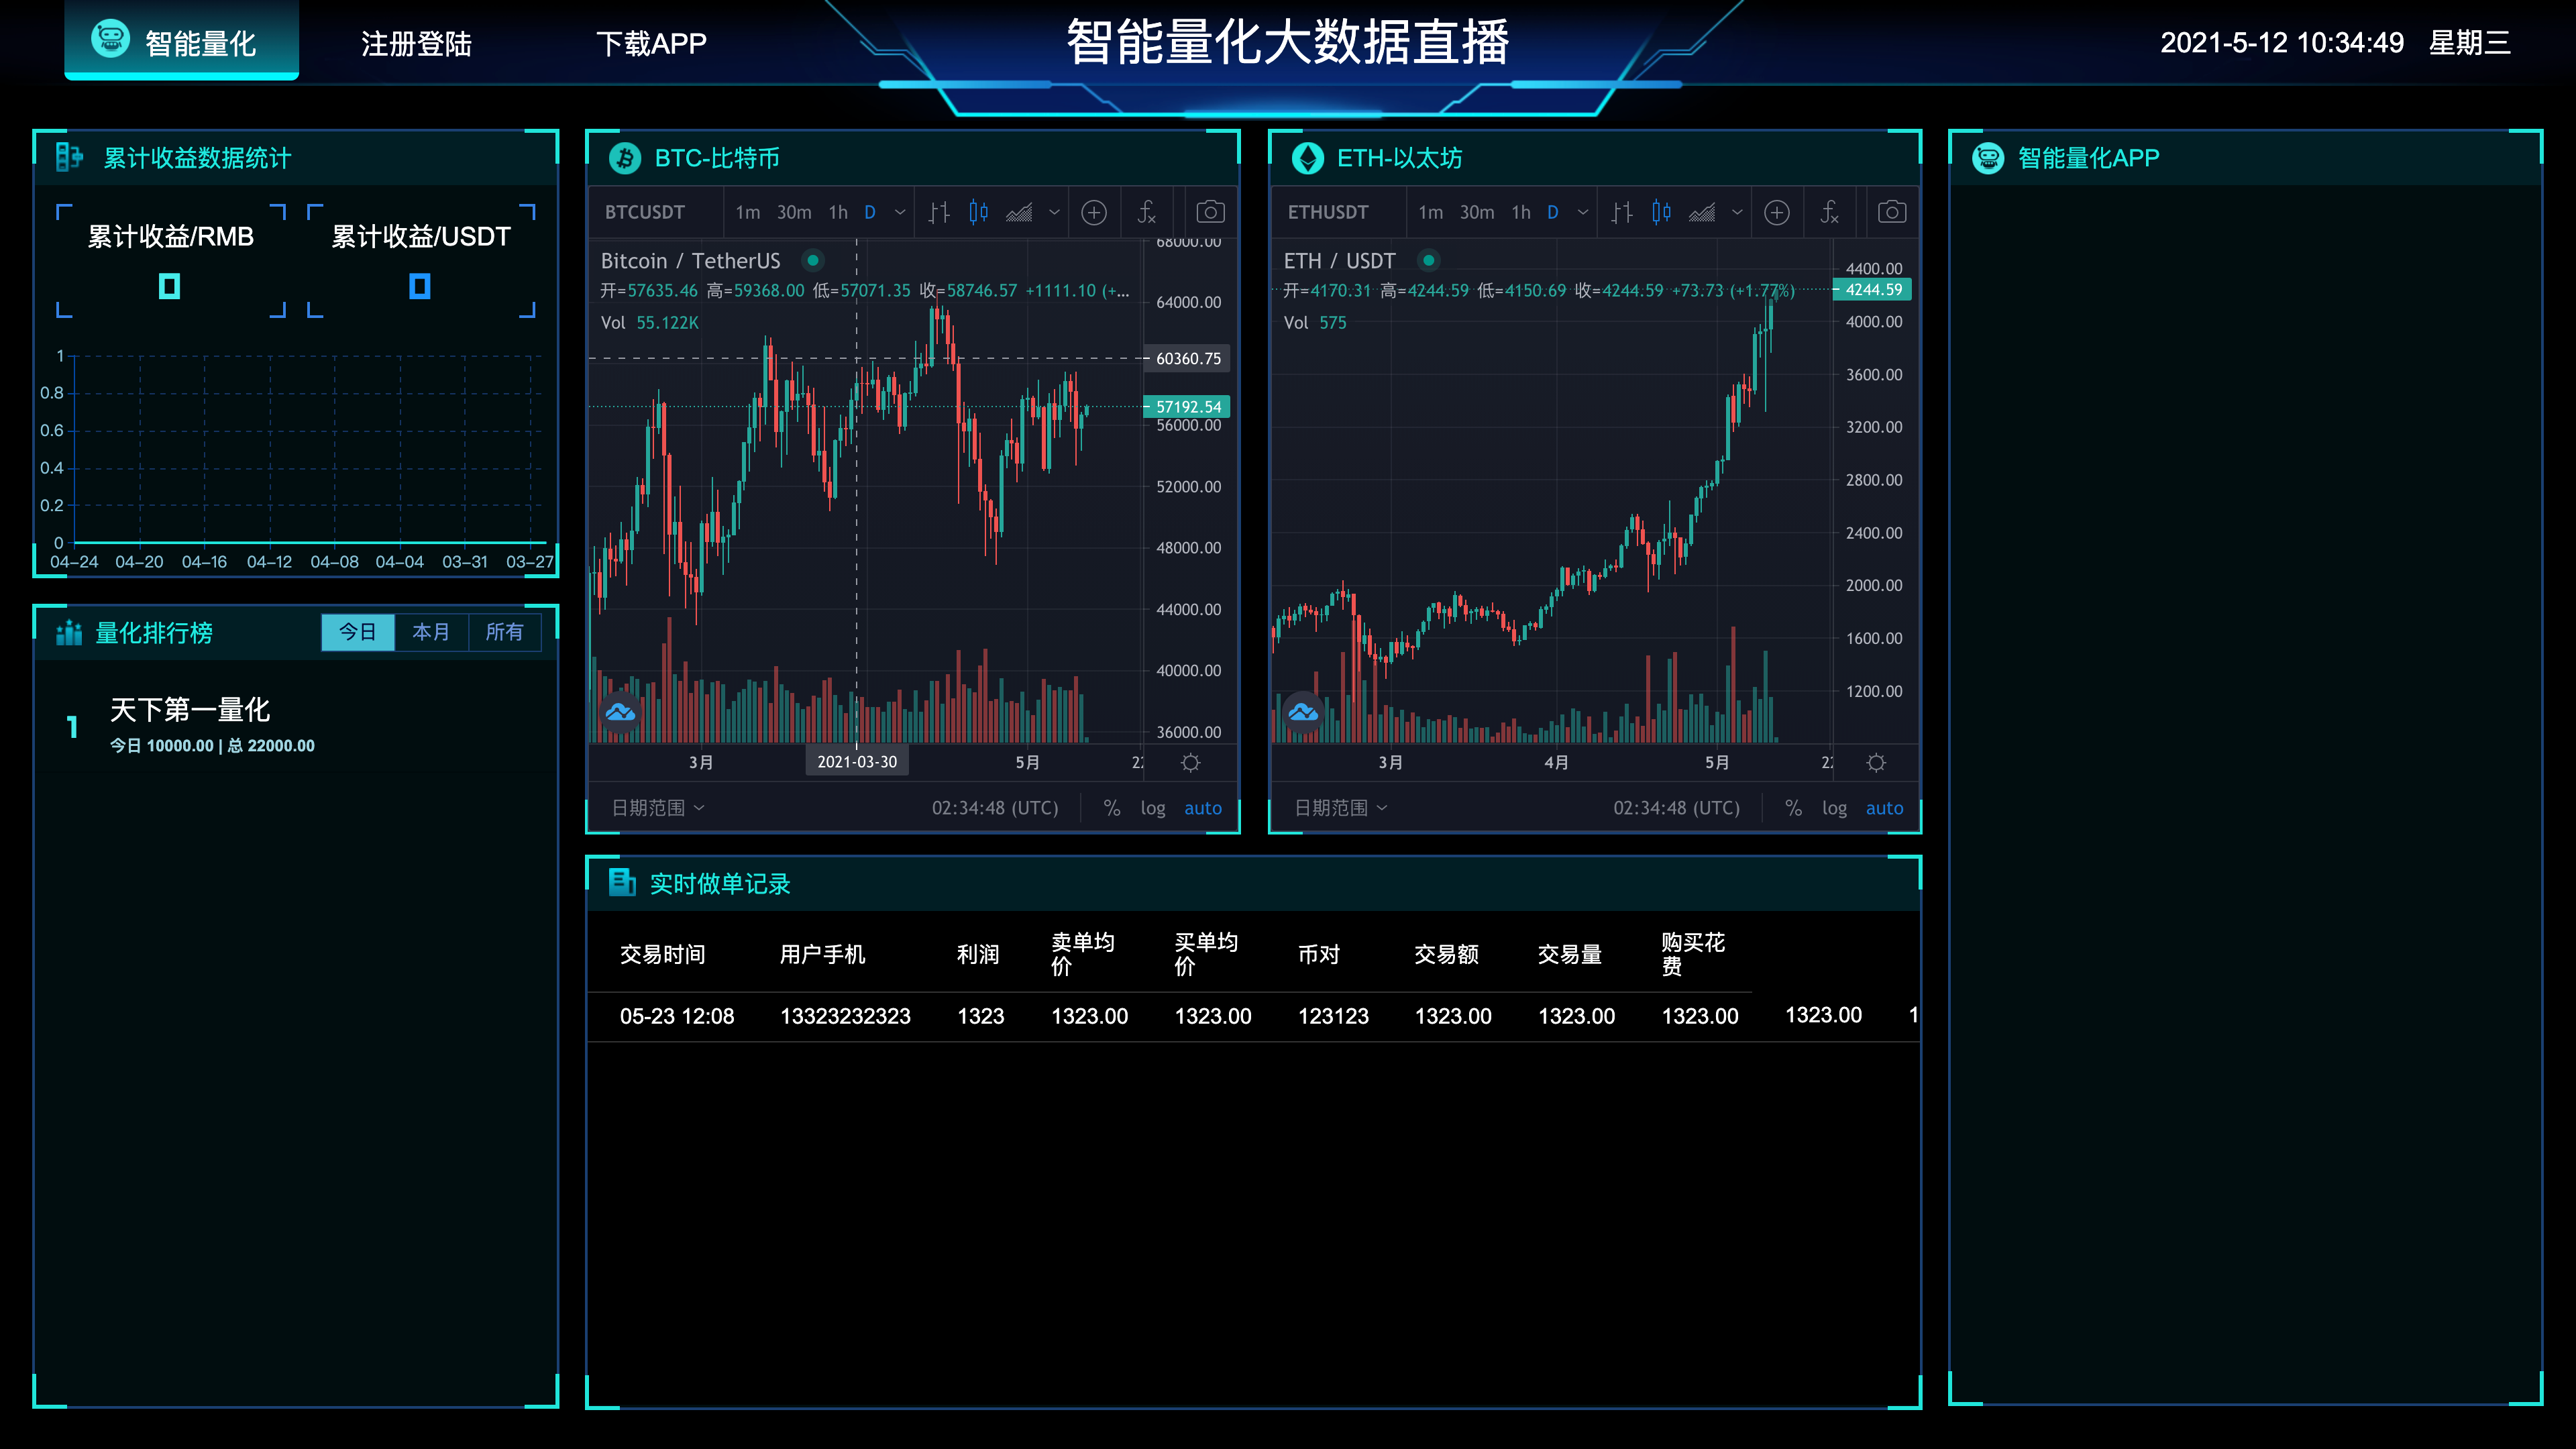 智能量化
注册登陆
下载APP
智能量化大数据直播
2021-5-12 10:34:49 星期三
累计收益数据统计
累计收益/RMB
0
累计收益/USDT
0
1
0.8
0.6
0.4
0.2
0
04-24 04-20 04-16 04-12 04-08 04-04 03-31 03-27
量化排行榜
今日 本月 所有
1
天下第一量化
今日 10000.00 | 总 22000.00
BTC-比特币
BTCUSDT 1m 30m 1h D
Bitcoin / TetherUS
开=57635.46 高=59368.00 低=57071.35 收=58746.57 +1111.10 (+...
Vol 55.122K
68000.00
64000.00
60360.75
57192.54
56000.00
52000.00
48000.00
44000.00
40000.00
36000.00
3月 2021-03-30 5月
日期范围 02:34:48 (UTC) % log auto
ETH-以太坊
ETHUSDT 1m 30m 1h D
ETH / USDT
开=4170.31 高=4244.59 低=4150.69 收=4244.59 +73.73 (+1.77%)
Vol 575
4400.00
4244.59
4000.00
3600.00
3200.00
2800.00
2400.00
2000.00
1600.00
1200.00
3月 4月 5月
日期范围 02:34:48 (UTC) % log auto
实时做单记录
交易时间 用户手机 利润 卖单均价 买单均价 币对 交易额 交易量 购买花费
05-23 12:08 13323232323 1323 1323.00 1323.00 123123 1323.00 1323.00 1323.00 1323.00 1
智能量化APP